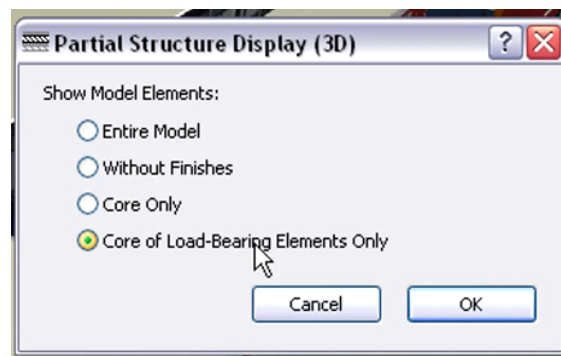 Partial Structure Display (3D)
Show Model Elements:
Entire Model
Without Finishes
Core Only
Core of Load-Bearing Elements Only
Cancel OK